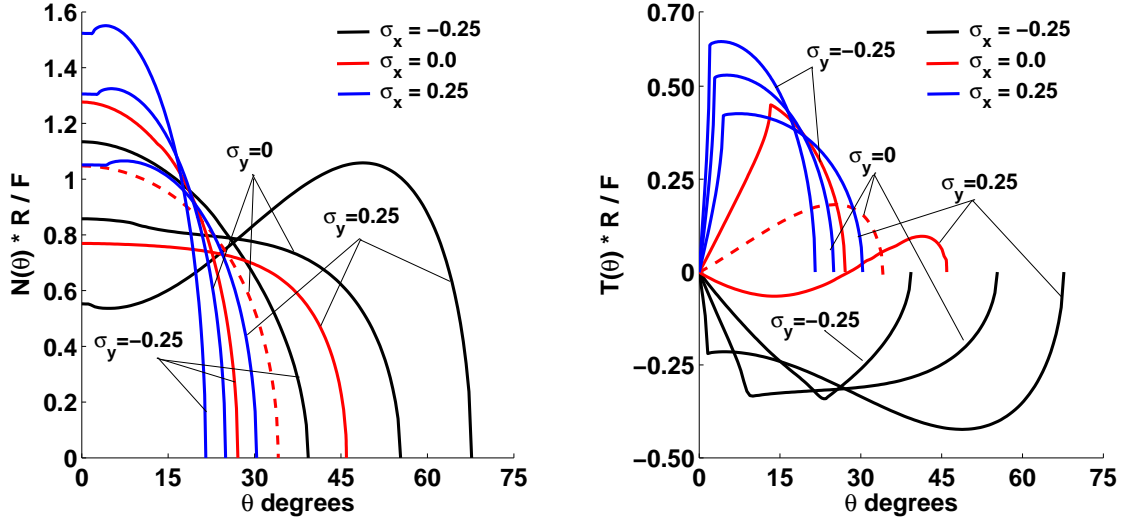 1.6
1.4
1.2
1
0.8
0.6
0.4
0.2
0
N(θ) * R / F
σx = −0.25
σx = 0.0
σx = 0.25
σy=0
σy=0.25
σy=−0.25
0 15 30 45 60 75
θ degrees
0.70
0.50
0.25
0
−0.25
−0.50
T(θ) * R / F
σx = −0.25
σx = 0.0
σx = 0.25
σy=−0.25
σy=0
σy=0.25
σy=−0.25
0 15 30 45 60 75
θ degrees